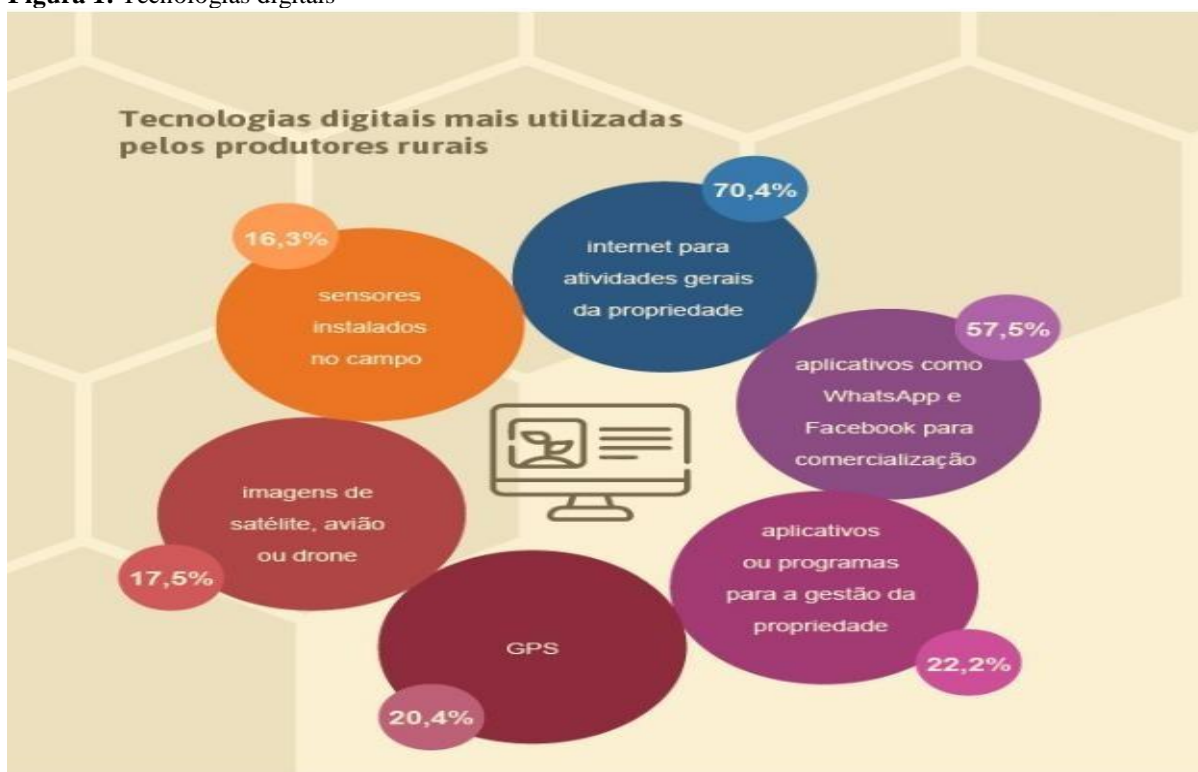 Figura 1. Tecnologias digitais
Tecnologias digitais mais utilizadas
pelos produtores rurais
70,4%
internet para
atividades gerais
da propriedade
57,5%
aplicativos como
WhatsApp e
Facebook para
comercialização
aplicativos
ou programas
para a gestão da
propriedade
22,2%
GPS
20,4%
imagens de
satélite, avião
ou drone
17,5%
16,3%
sensores
instalados
no campo